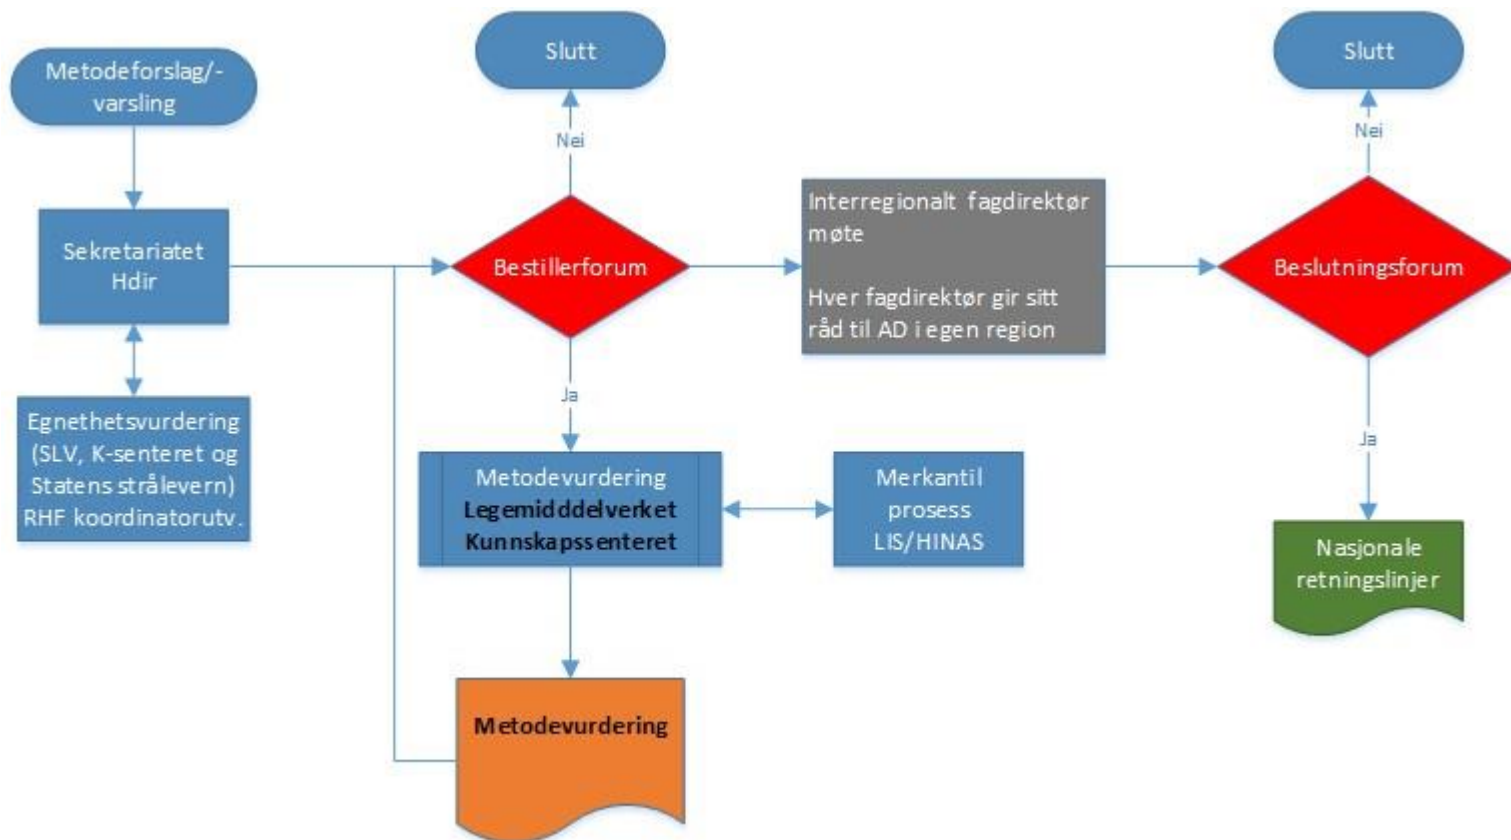 Metodeforslag/-
varsling
Sekretariatet
Hdir
Egnethetsvurdering
(SLV, K-senteret og
Statens strålevern)
RHF koordinatorutv.
Slutt
Nei
Bestillerforum
Ja
Metodevurdering
Legemidddelverket
Kunnskapssenteret
Merkantil
prosess
LIS/HINAS
Metodevurdering
Interregionalt fagdirektør
møte
Hver fagdirektør gir sitt
råd til AD i egen region
Slutt
Nei
Beslutningsforum
Ja
Nasjonale
retningslinjer